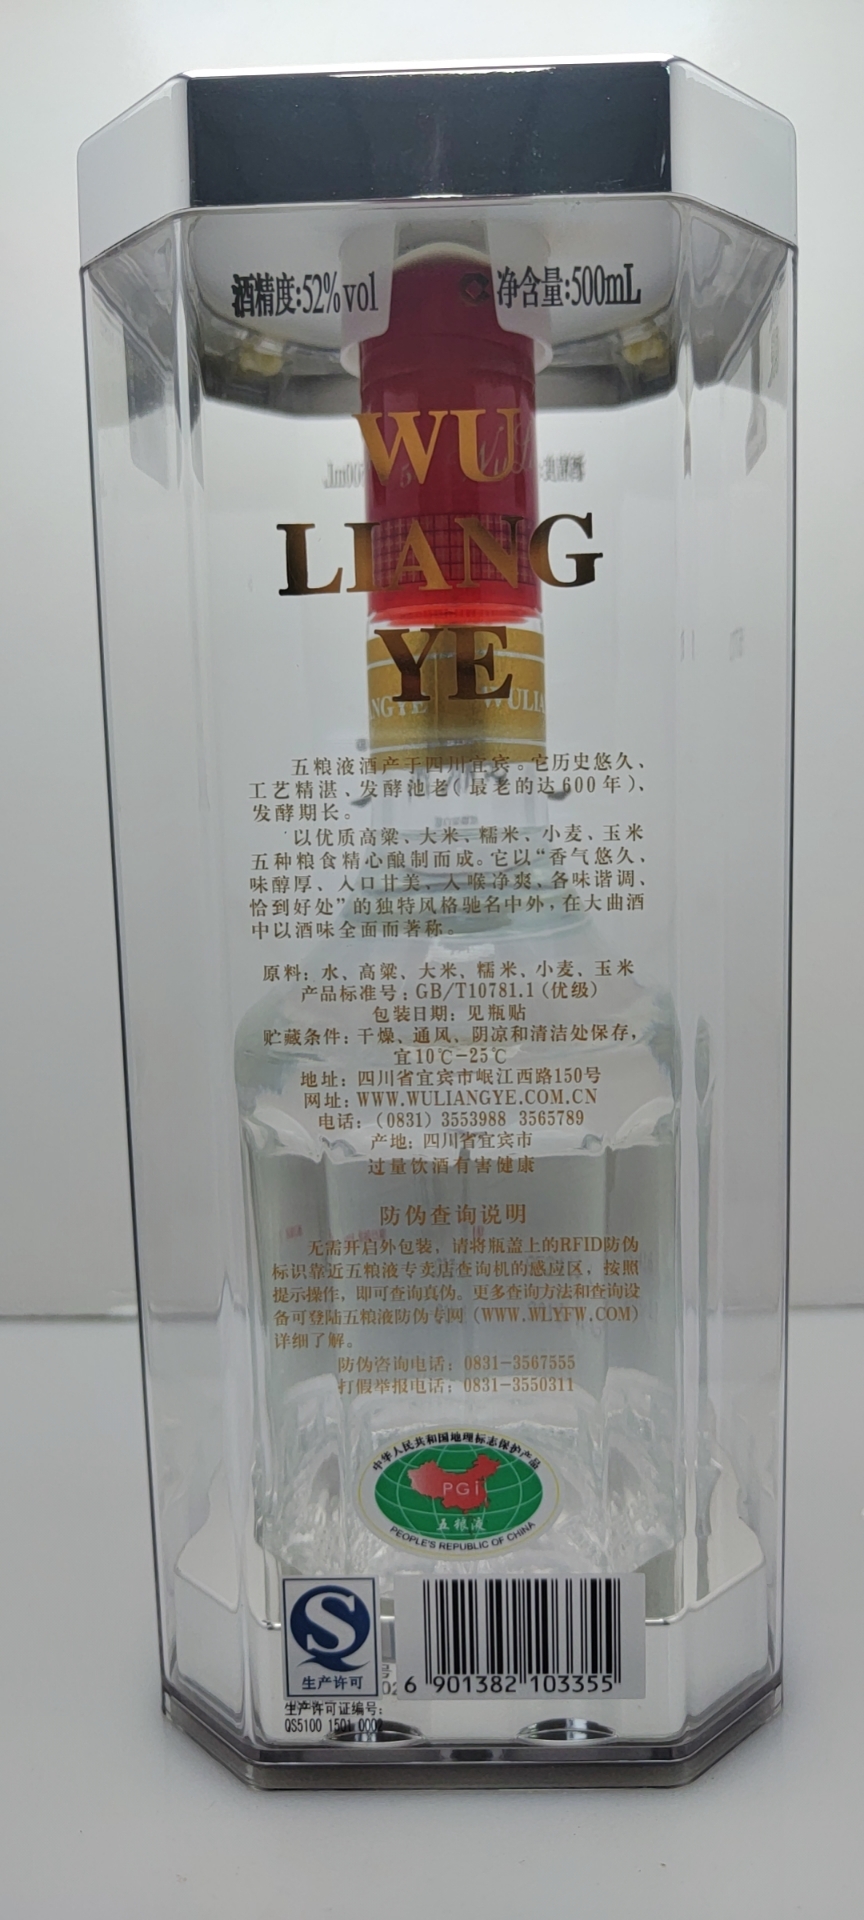 酒精度:52%vol
净含量:500mL
WU
LIANG
YE
五粮液酒产于四川宜宾。它历史悠久、
工艺精湛、发酵池老(最老的达600年)、
发酵期长。
以优质高粱、大米、糯米、小麦、玉米
五种粮食精心酿制而成。它以“香气悠久、
味醇厚、入口甘美、入喉净爽、各味谐调、
恰到好处”的独特风格驰名中外,在大曲酒
中以酒味全面而著称。
原料: 水、高粱、大米、糯米、小麦、玉米
产品标准号:GB/T10781.1(优级)
包装日期: 见瓶贴
贮藏条件: 干燥、通风、阴凉和清洁处保存,
宜10℃-25℃
地址: 四川省宜宾市岷江西路150号
网址: WWW.WULIANGYE.COM.CN
电话: (0831) 3553988 3565789
产地: 四川省宜宾市
过量饮酒有害健康
防伪查询说明
无需开启外包装, 请将瓶盖上的RFID防伪
标识靠近五粮液专卖店查询机的感应区, 按照
提示操作, 即可查询真伪。更多查询方法和查询设
备可登陆五粮液防伪专网 (WWW.WLYFW.COM)
详细了解。
防伪咨询电话: 0831-3567555
打假举报电话: 0831-3550311
中华人民共和国地理标志保护产品
PGi
五粮液
PEOPLE'S REPUBLIC OF CHINA
生产许可
6 901382 103355
生产许可证编号:
QS5100 1501 0002